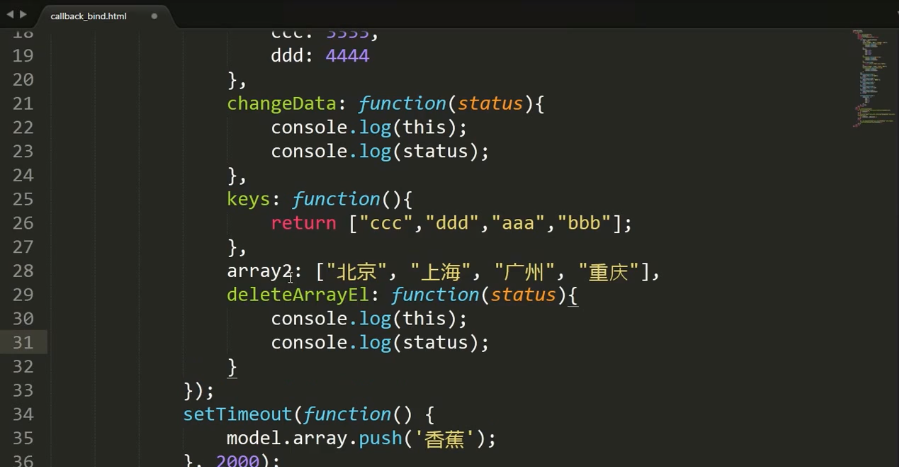 callback_bind.html
18 ccc: 3333,
19 ddd: 4444
20 },
21 changeData: function(status){
22 console.log(this);
23 console.log(status);
24 },
25 keys: function(){
26 return ["ccc","ddd","aaa","bbb"];
27 },
28 array2: ["北京", "上海", "广州", "重庆"],
29 deleteArrayEl: function(status){
30 console.log(this);
31 console.log(status);
32 }
33 });
34 setTimeout(function() {
35 model.array.push('香蕉');
36 }, 2000);